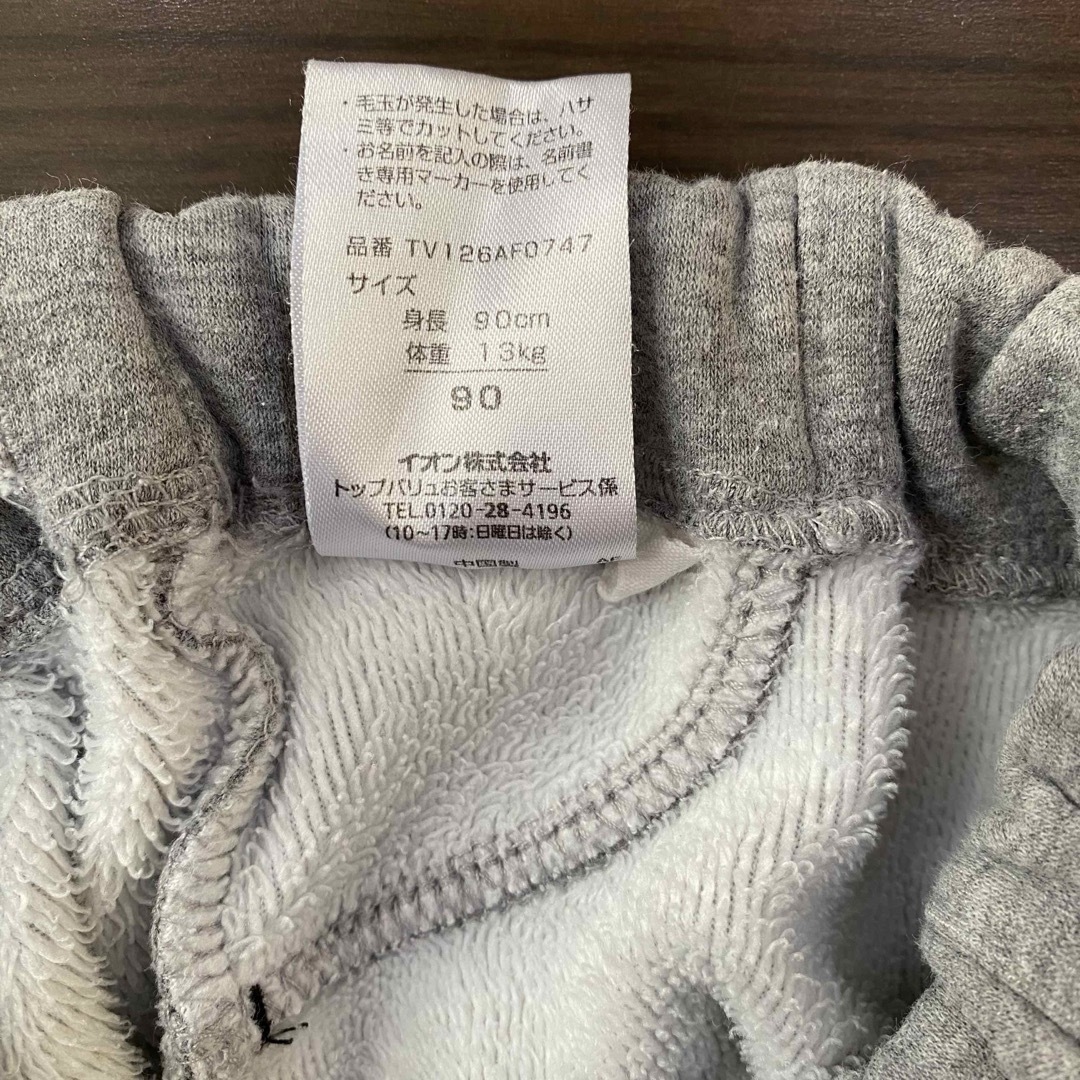 ・毛玉が発生した場合は、ハサ
ミ等でカットしてください。
・お名前を記入の際は、名前書
き専用マーカーを使用してく
ださい。
品番 TV126AF0747
サイズ
身長 90cm
体重 13kg
90
イオン株式会社
トップバリュお客さまサービス係
TEL.0120-28-4196
(10〜17時:日曜日は除く)
中国製